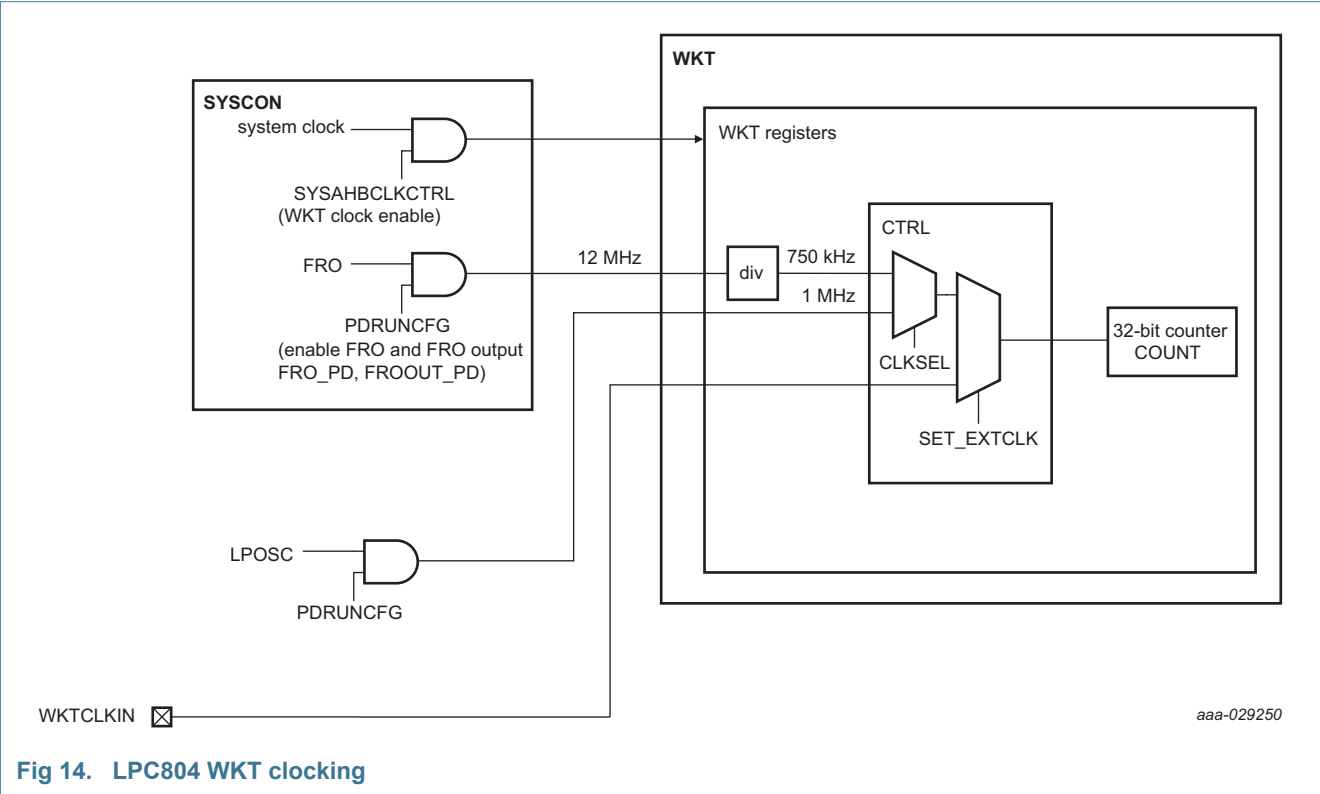 WKT
SYSCON
system clock
WKT registers
SYSAHBCLKCTRL
(WKT clock enable)
CTRL
FRO
12 MHz
div
750 kHz
1 MHz
PDRUNCFG
(enable FRO and FRO output
FRO_PD, FROOUT_PD)
CLKSEL
32-bit counter
COUNT
SET_EXTCLK
LPOSC
PDRUNCFG
WKTCLKIN
aaa-029250
Fig 14. LPC804 WKT clocking